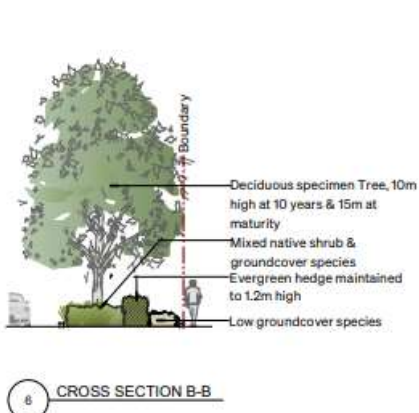 Boundary
Deciduous specimen Tree, 10m
high at 10 years & 15m at
maturity
Mixed native shrub &
groundcover species
Evergreen hedge maintained
to 1.2m high
Low groundcover species
6 CROSS SECTION B-B